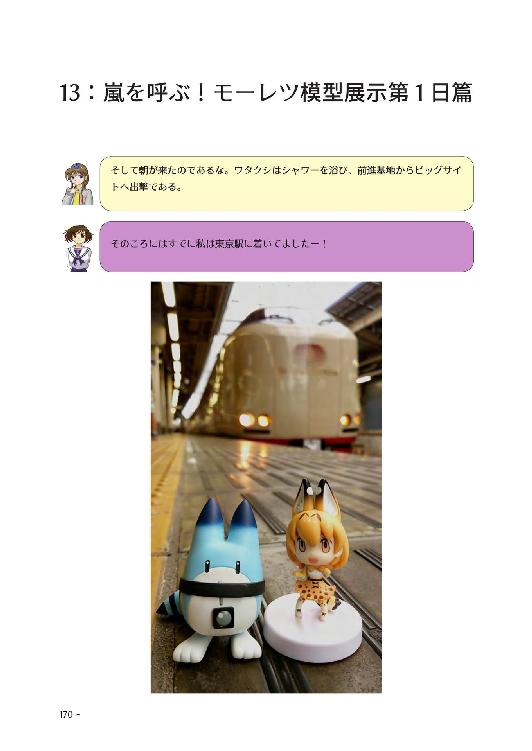 13：嵐を呼ぶ！モーレツ模型展示第１日篇
そして朝が来たのであるな。ワタクシはシャワーを浴び、前進基地からビッグサイ
トへ出撃である。
そのころにはすでに私は東京駅に着いてましたー！
170 -